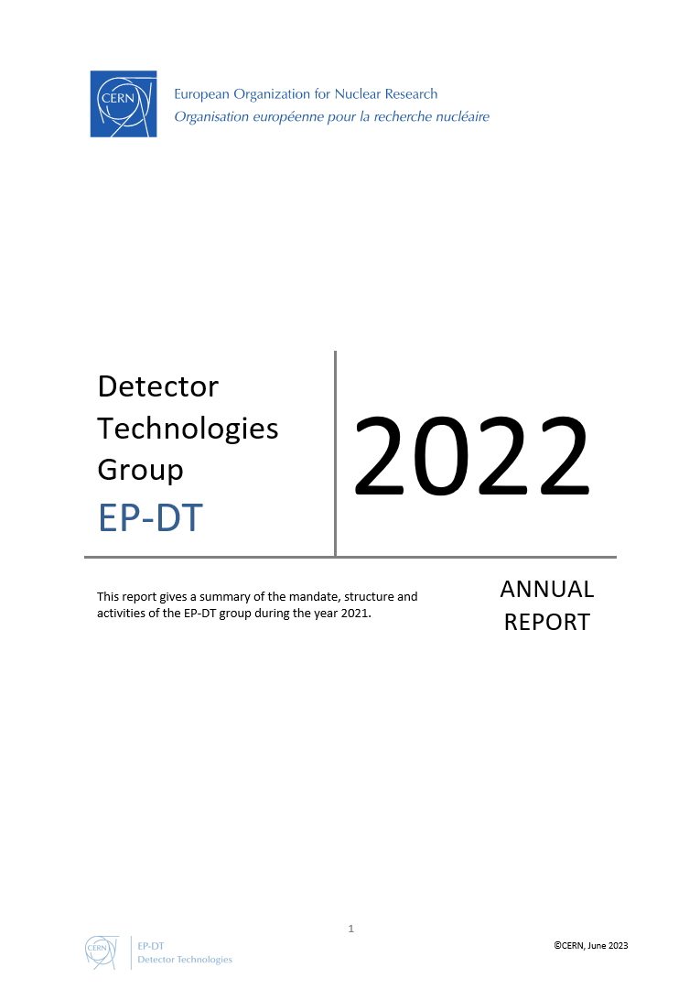 CERN
European Organization for Nuclear Research
Organisation européenne pour la recherche nucléaire
Detector
Technologies
Group
EP-DT
2022
This report gives a summary of the mandate, structure and
activities of the EP-DT group during the year 2021.
ANNUAL
REPORT
1
CERN
EP-DT
Detector Technologies
©CERN, June 2023